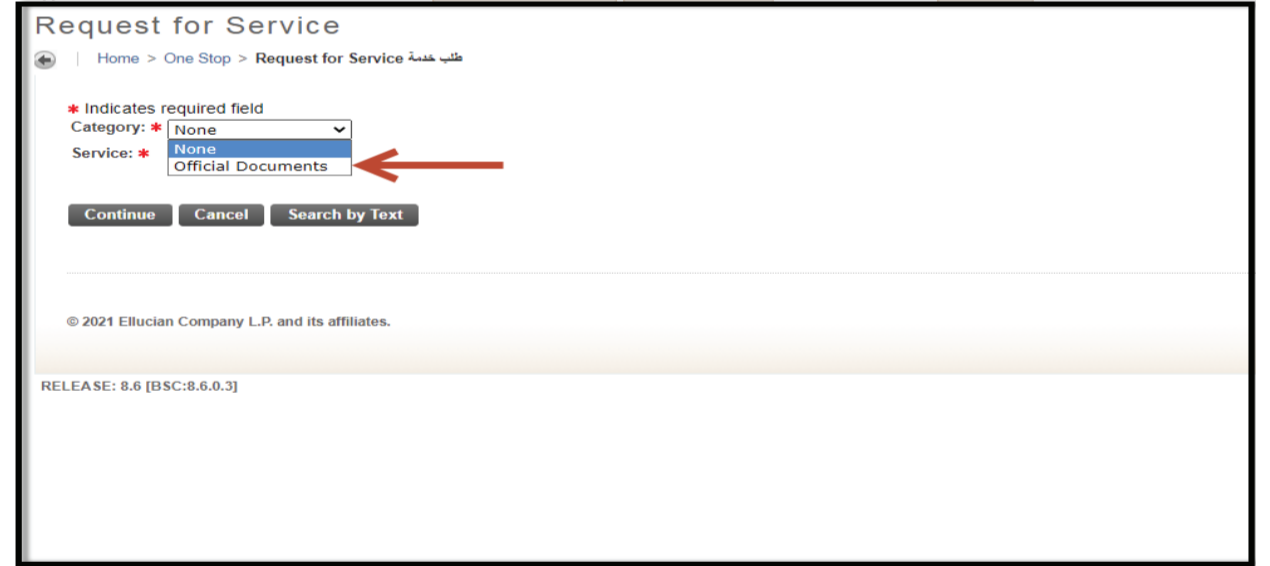 Request for Service
Home > One Stop > Request for Service طلب خدمة
* Indicates required field
Category: * None
None
Service: *
Official Documents
Continue Cancel Search by Text
© 2021 Ellucian Company L.P. and its affiliates.
RELEASE: 8.6 [BSC:8.6.0.3]